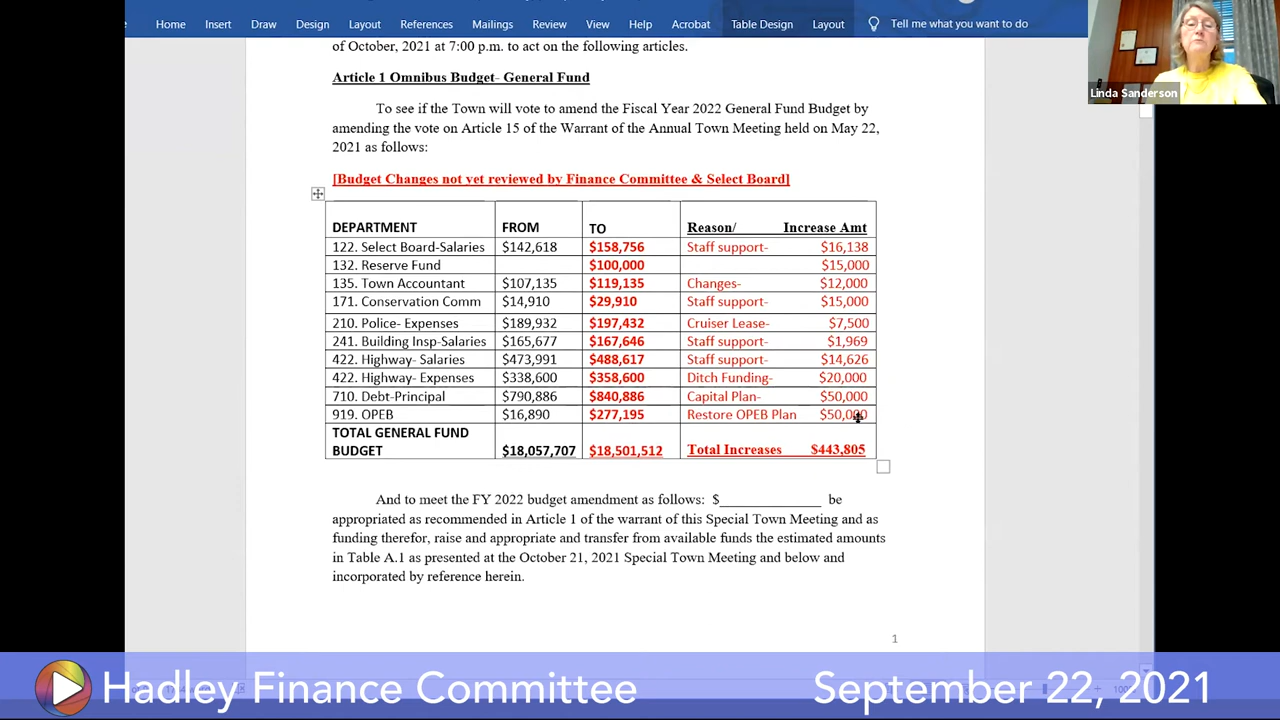 Home Insert Draw Design Layout References Mailings Review View Help Acrobat Table Design Layout Tell me what you want to do
Linda Sanderson
of October, 2021 at 7:00 p.m. to act on the following articles.
Article 1 Omnibus Budget- General Fund
To see if the Town will vote to amend the Fiscal Year 2022 General Fund Budget by
amending the vote on Article 15 of the Warrant of the Annual Town Meeting held on May 22,
2021 as follows:
[Budget Changes not yet reviewed by Finance Committee & Select Board]
DEPARTMENT FROM TO Reason/ Increase Amt
122. Select Board-Salaries $142,618 $158,756 Staff support- $16,138
132. Reserve Fund $100,000 $15,000
135. Town Accountant $107,135 $119,135 Changes- $12,000
171. Conservation Comm $14,910 $29,910 Staff support- $15,000
210. Police- Expenses $189,932 $197,432 Cruiser Lease- $7,500
241. Building Insp-Salaries $165,677 $167,646 Staff support- $1,969
422. Highway- Salaries $473,991 $488,617 Staff support- $14,626
422. Highway- Expenses $338,600 $358,600 Ditch Funding- $20,000
710. Debt-Principal $790,886 $840,886 Capital Plan- $50,000
919. OPEB $16,890 $277,195 Restore OPEB Plan $50,000
TOTAL GENERAL FUND
BUDGET $18,057,707 $18,501,512 Total Increases $443,805
And to meet the FY 2022 budget amendment as follows: $______________ be
appropriated as recommended in Article 1 of the warrant of this Special Town Meeting and as
funding therefor, raise and appropriate and transfer from available funds the estimated amounts
in Table A.1 as presented at the October 21, 2021 Special Town Meeting and below and
incorporated by reference herein.
1
Hadley Finance Committee September 22, 2021